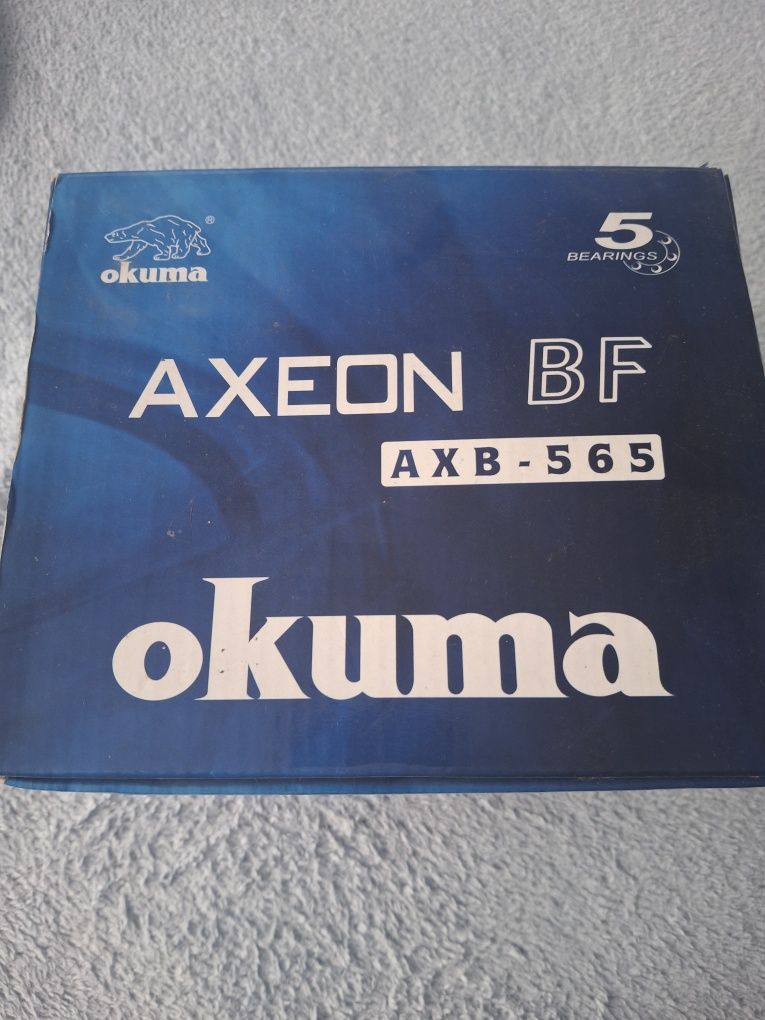 ®
okuma
5
BEARINGS
AXEON BF
AXB-565
okuma